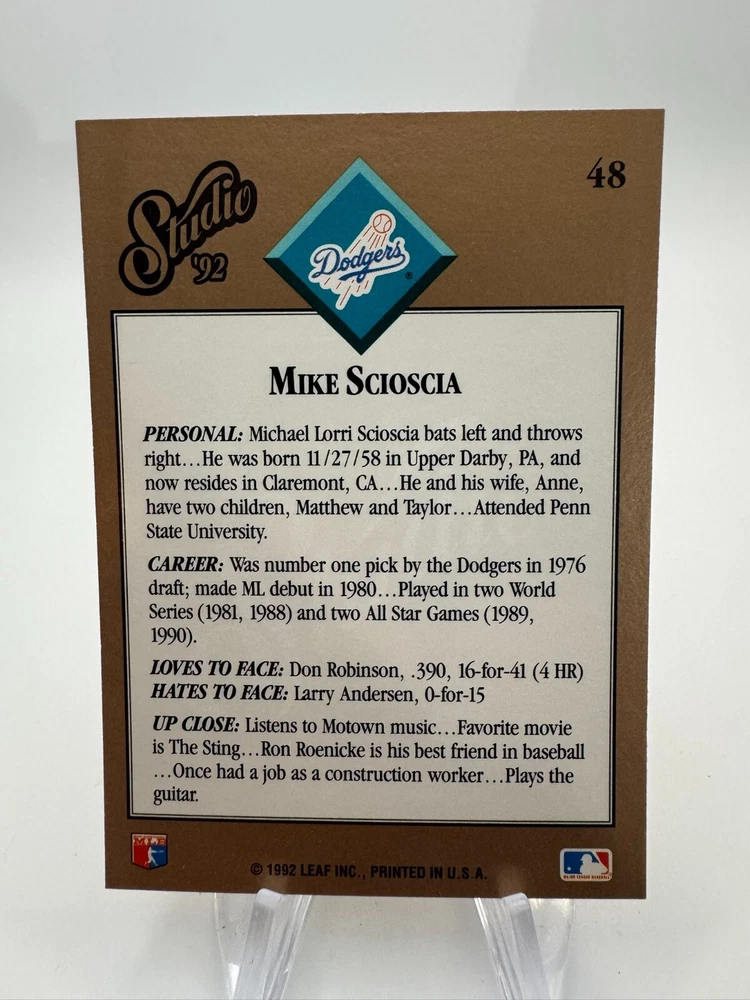 Studio
'92
48
Dodgers
®
MIKE SCIOSCIA
PERSONAL: Michael Lorri Scioscia bats left and throws
right...He was born 11/27/58 in Upper Darby, PA, and
now resides in Claremont, CA...He and his wife, Anne,
have two children, Matthew and Taylor...Attended Penn
State University.
CAREER: Was number one pick by the Dodgers in 1976
draft; made ML debut in 1980...Played in two World
Series (1981, 1988) and two All Star Games (1989,
1990).
LOVES TO FACE: Don Robinson, .390, 16-for-41 (4 HR)
HATES TO FACE: Larry Andersen, 0-for-15
UP CLOSE: Listens to Motown music...Favorite movie
is The Sting...Ron Roenicke is his best friend in baseball
...Once had a job as a construction worker...Plays the
guitar.
© 1992 LEAF INC., PRINTED IN U.S.A.
MAJOR LEAGUE BASEBALL